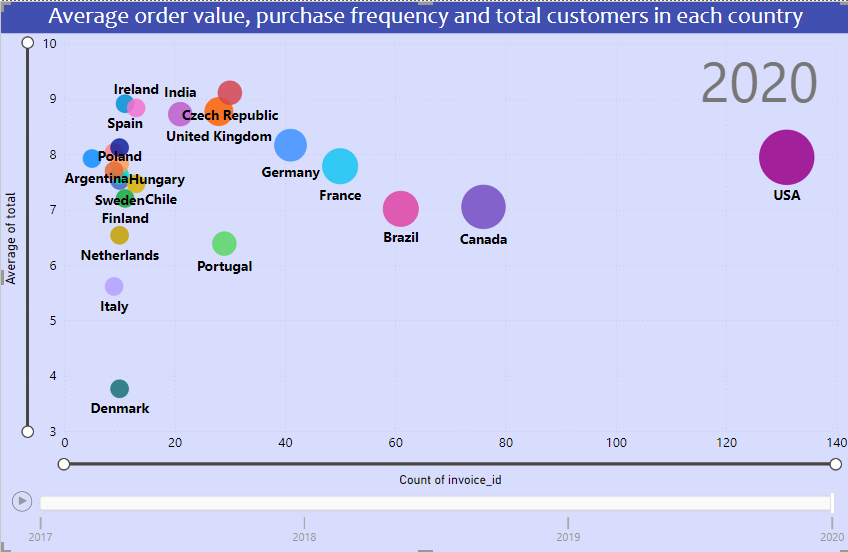 Average order value, purchase frequency and total customers in each country
10
2020
9
Ireland
India
Spain
Czech Republic
United Kingdom
8
Poland
Germany
Argentina
Hungary
France
USA
Sweden
Chile
7
Finland
Brazil
Canada
Average of total
Netherlands
Portugal
6
Italy
5
4
Denmark
3
0 20 40 60 80 100 120 140
Count of invoice_id
2017 2018 2019 2020